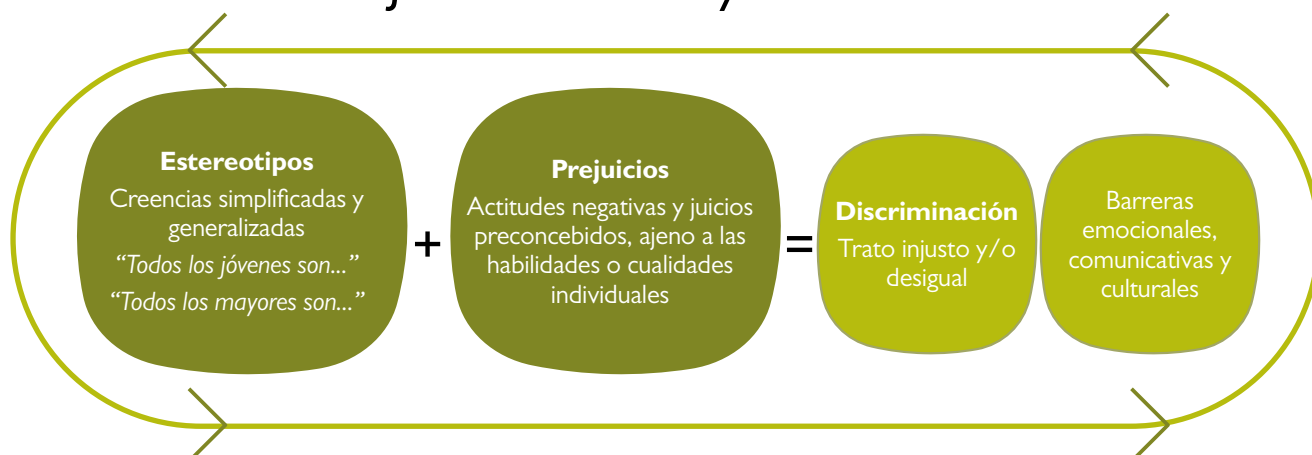 Estereotipos
Creencias simplificadas y
generalizadas
“Todos los jóvenes son...”
“Todos los mayores son...”
+
Prejuicios
Actitudes negativas y juicios
preconcebidos, ajeno a las
habilidades o cualidades
individuales
=
Discriminación
Trato injusto y/o
desigual
Barreras
emocionales,
comunicativas y
culturales